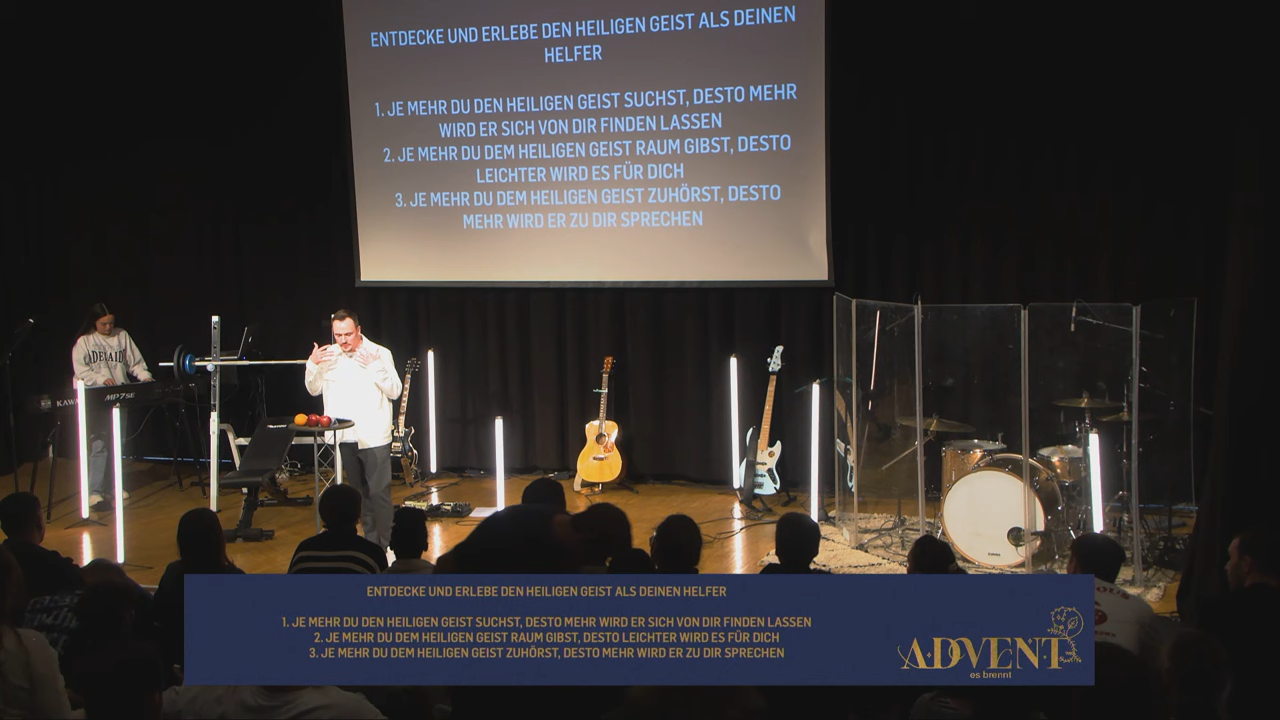 ENTDECKE UND ERLEBE DEN HEILIGEN GEIST ALS DEINEN
HELFER
1. JE MEHR DU DEN HEILIGEN GEIST SUCHST, DESTO MEHR
WIRD ER SICH VON DIR FINDEN LASSEN
2. JE MEHR DU DEM HEILIGEN GEIST RAUM GIBST, DESTO
LEICHTER WIRD ES FÜR DICH
3. JE MEHR DU DEM HEILIGEN GEIST ZUHÖRST, DESTO
MEHR WIRD ER ZU DIR SPRECHEN
ADELAIDE
KAWA
MP7SE
ENTDECKE UND ERLEBE DEN HEILIGEN GEIST ALS DEINEN HELFER
1. JE MEHR DU DEN HEILIGEN GEIST SUCHST, DESTO MEHR WIRD ER SICH VON DIR FINDEN LASSEN
2. JE MEHR DU DEM HEILIGEN GEIST RAUM GIBST, DESTO LEICHTER WIRD ES FÜR DICH
3. JE MEHR DU DEM HEILIGEN GEIST ZUHÖRST, DESTO MEHR WIRD ER ZU DIR SPRECHEN
ADVENT
es brennt